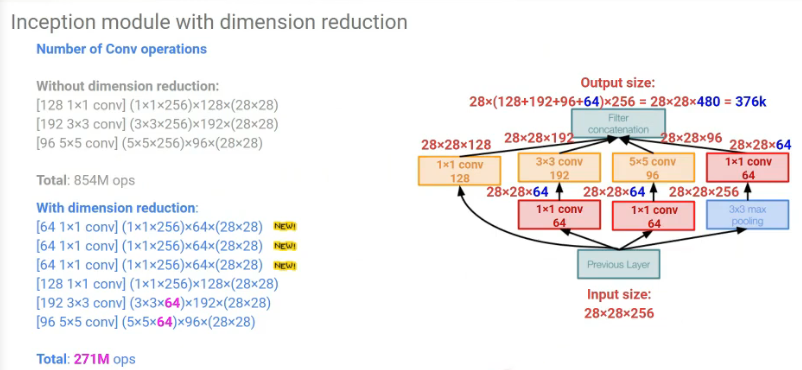 Inception module with dimension reduction
Number of Conv operations
Without dimension reduction:
[128 1×1 conv] (1×1×256)×128×(28×28)
[192 3×3 conv] (3×3×256)×192×(28×28)
[96 5×5 conv] (5×5×256)×96×(28×28)
Total: 854M ops
With dimension reduction:
[64 1×1 conv] (1×1×256)×64×(28×28) NEW!
[64 1×1 conv] (1×1×256)×64×(28×28) NEW!
[64 1×1 conv] (1×1×256)×64×(28×28) NEW!
[128 1×1 conv] (1×1×256)×128×(28×28)
[192 3×3 conv] (3×3×64)×192×(28×28)
[96 5×5 conv] (5×5×64)×96×(28×28)
Total: 271M ops
Output size:
28×(128+192+96+64)×256 = 28×28×480 = 376k
Filter
concatenation
28×28×128
28×28×192
28×28×96
28×28×64
1×1 conv
128
3×3 conv
192
5×5 conv
96
1×1 conv
64
28×28×64
28×28×64
28×28×256
1×1 conv
64
1×1 conv
64
3x3 max
pooling
Previous Layer
Input size:
28×28×256